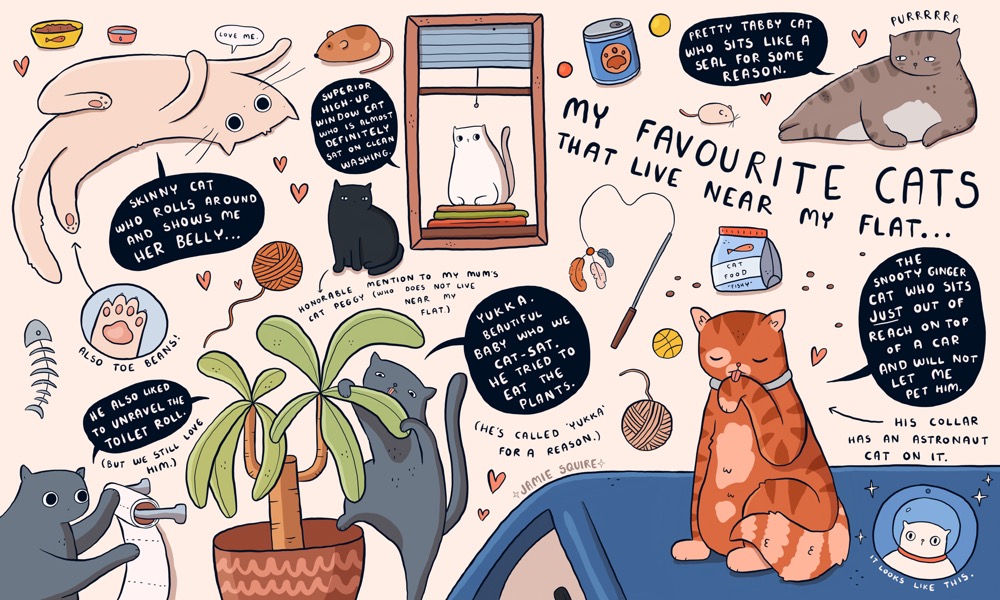 LOVE ME.
SKINNY CAT
WHO ROLLS AROUND
AND SHOWS ME
HER BELLY...
ALSO TOE BEANS!
SUPERIOR
HIGH-UP
WINDOW CAT
WHO IS ALMOST
DEFINITELY
SAT ON CLEAN
WASHING.
HONORABLE MENTION TO MY MUM'S
CAT PEGGY (WHO DOES NOT LIVE
NEAR MY
FLAT.)
PRETTY TABBY CAT
WHO SITS LIKE A
SEAL FOR SOME
REASON.
PURRRRRR
MY FAVOURITE CATS
THAT LIVE NEAR MY FLAT...
CAT
FOOD
"FISHY"
THE
SNOOTY GINGER
CAT WHO SITS
JUST OUT OF
REACH ON TOP
OF A CAR
AND WILL NOT
LET ME
PET HIM.
HIS COLLAR
HAS AN ASTRONAUT
CAT ON IT.
IT LOOKS LIKE THIS.
YUKKA.
BEAUTIFUL
BABY WHO WE
CAT-SAT.
HE TRIED TO
EAT THE
PLANTS.
(HE'S CALLED 'YUKKA'
FOR A REASON.)
HE ALSO LIKED
TO UNRAVEL THE
TOILET ROLL.
(BUT WE STILL LOVE
HIM.)
JAMIE SQUIRE